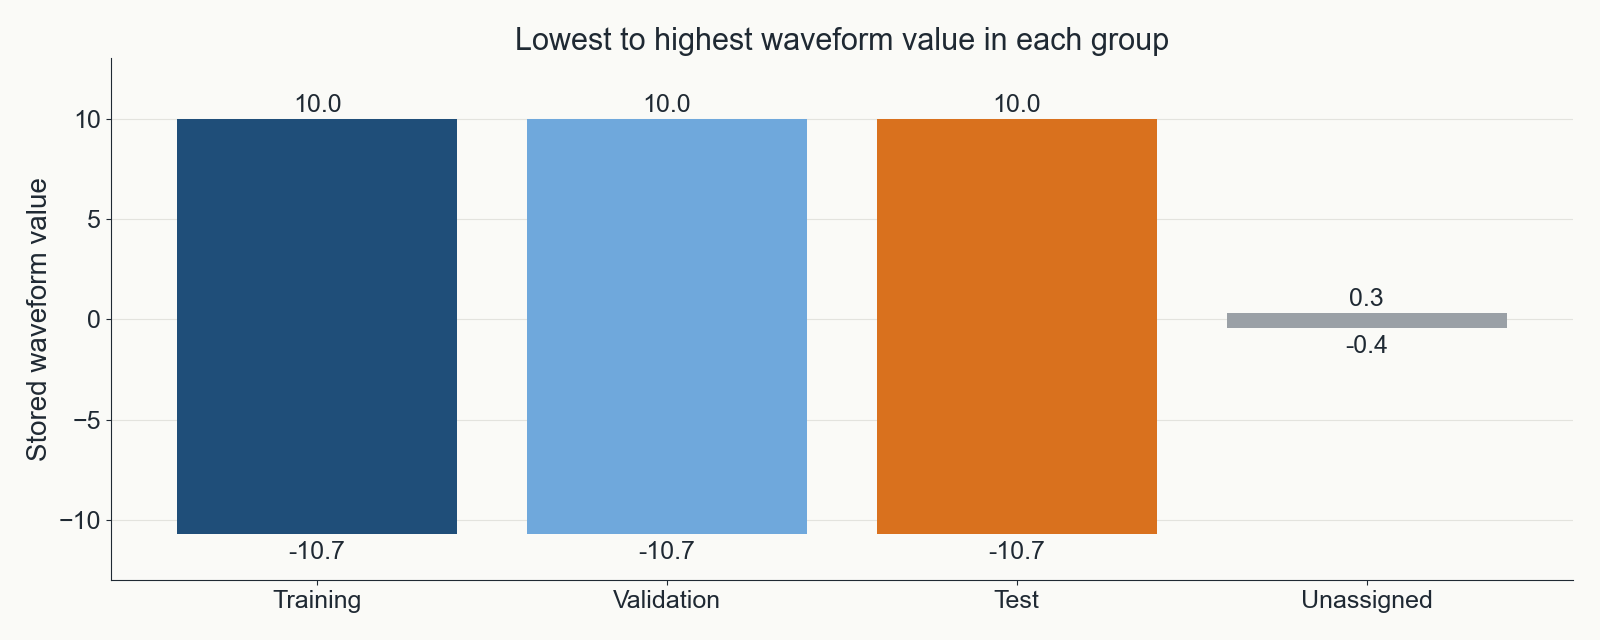 Lowest to highest waveform value in each group
Stored waveform value
10
5
0
−5
−10
10.0
10.0
10.0
0.3
-0.4
-10.7
-10.7
-10.7
Training
Validation
Test
Unassigned